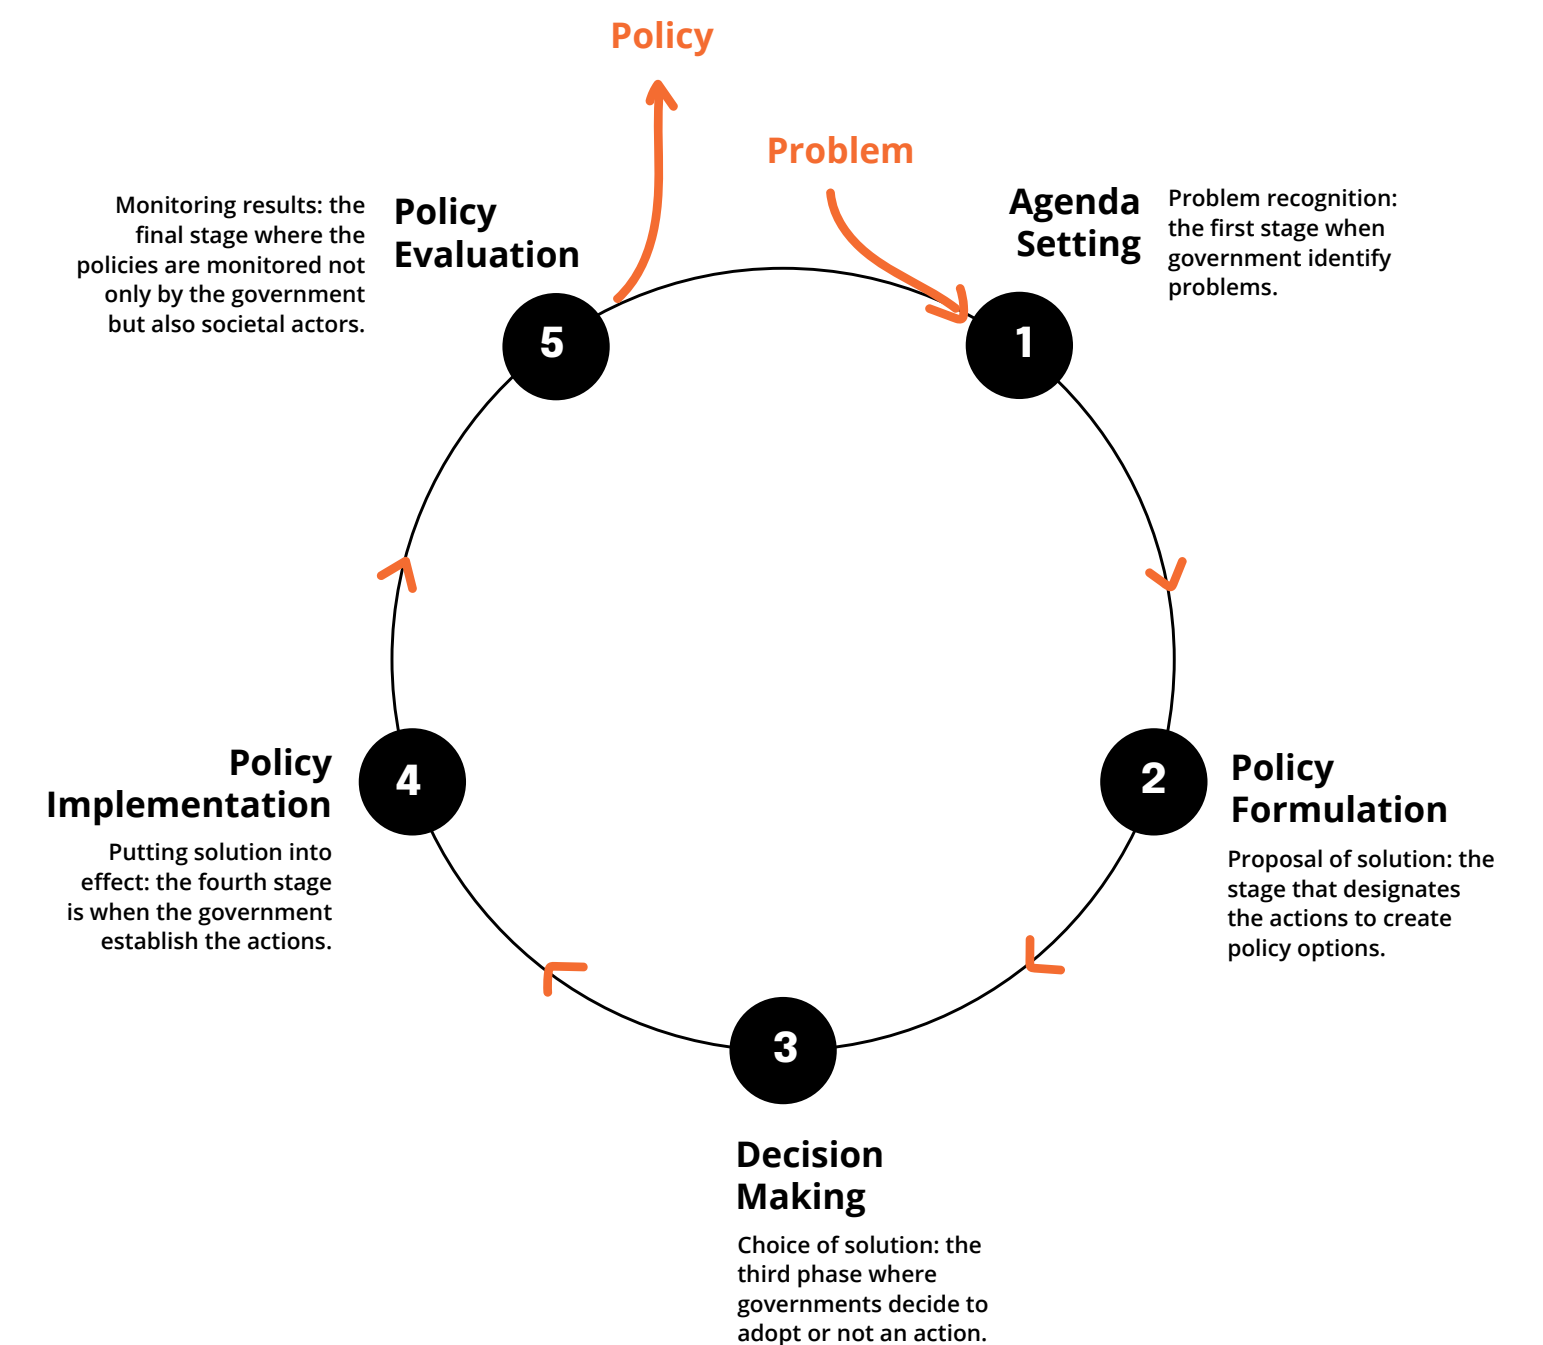 Policy
Problem
Agenda
Setting
Problem recognition:
the first stage when
government identify
problems.
1
2
Policy
Formulation
Proposal of solution: the
stage that designates
the actions to create
policy options.
3
Decision
Making
Choice of solution: the
third phase where
governments decide to
adopt or not an action.
4
Policy
Implementation
Putting solution into
effect: the fourth stage
is when the government
establish the actions.
5
Policy
Evaluation
Monitoring results: the
final stage where the
policies are monitored not
only by the government
but also societal actors.